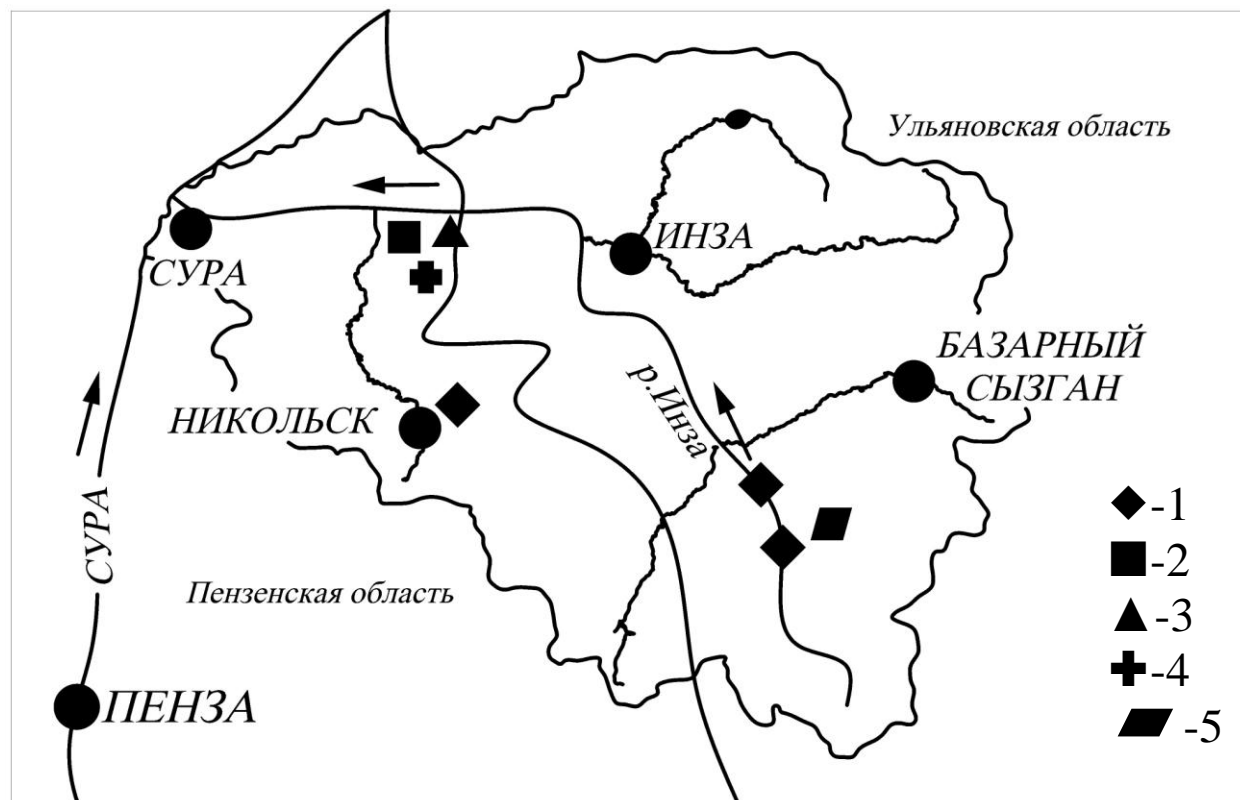 Ульяновская область
ИНЗА
СУРА
БАЗАРНЫЙ
СЫЗГАН
р.Инза
НИКОЛЬСК
СУРА
-1
-2
-3
-4
-5
Пензенская область
ПЕНЗА